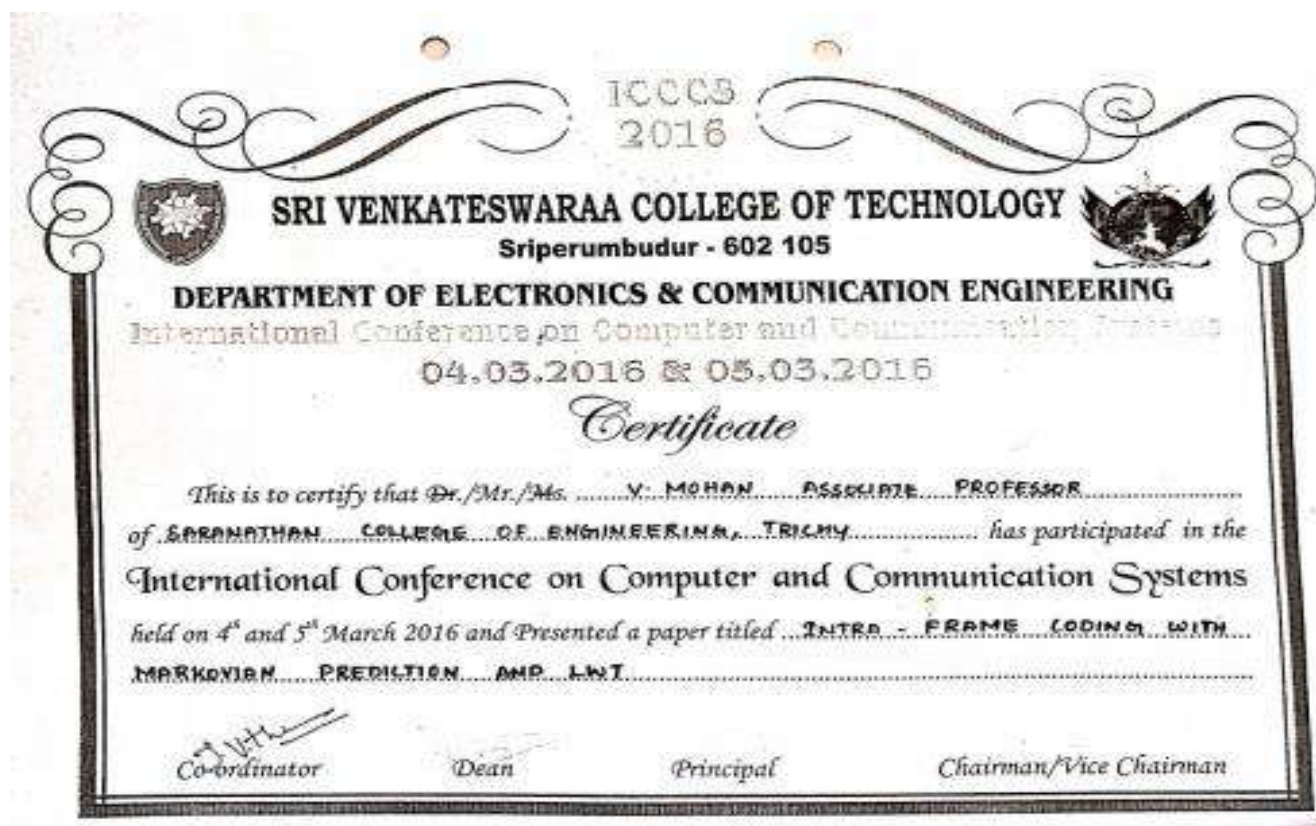 ICCCS
2016
SRI VENKATESWARAA COLLEGE OF TECHNOLOGY
Sriperumbudur - 602 105
DEPARTMENT OF ELECTRONICS & COMMUNICATION ENGINEERING
International Conference on Computer and Communication Systems
04.03.2016 & 05.03.2016
Certificate
This is to certify that Dr./Mr./Ms. V. MOHAN ASSOCIATE PROFESSOR
of SARANATHAN COLLEGE OF ENGINEERING, TRICHY has participated in the
International Conference on Computer and Communication Systems
held on 4th and 5th March 2016 and Presented a paper titled INTRA - FRAME CODING WITH
MARKOVIAN PREDICTION AND LWT
Co-ordinator Dean Principal Chairman/Vice Chairman